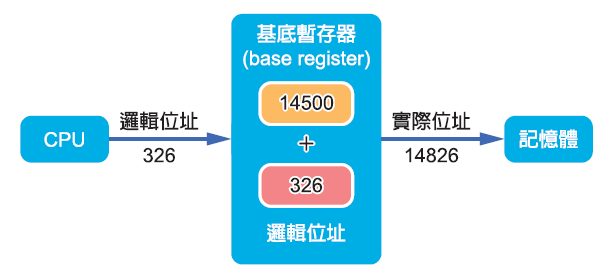 CPU
邏輯位址
326
基底暫存器
(base register)
14500
+
326
邏輯位址
實際位址
14826
記憶體